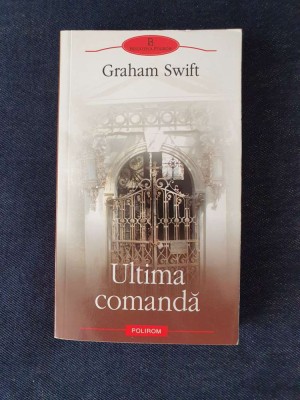 B
Graham Swift
Ultima
comandă
POLIROM